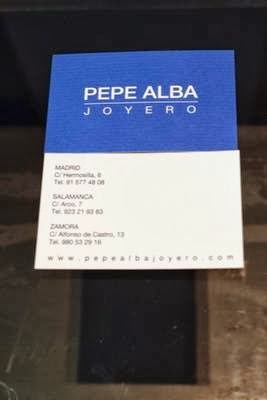 PEPE ALBA
JOYERO
MADRID
C/ Hermosilla, 6
Tel. 91 577 48 08
SALAMANCA
C/ Arco, 7
Tel. 923 21 93 83
ZAMORA
C/ Alfonso de Castro, 13
Tel. 980 53 29 16
www.pepealbajoyero.com